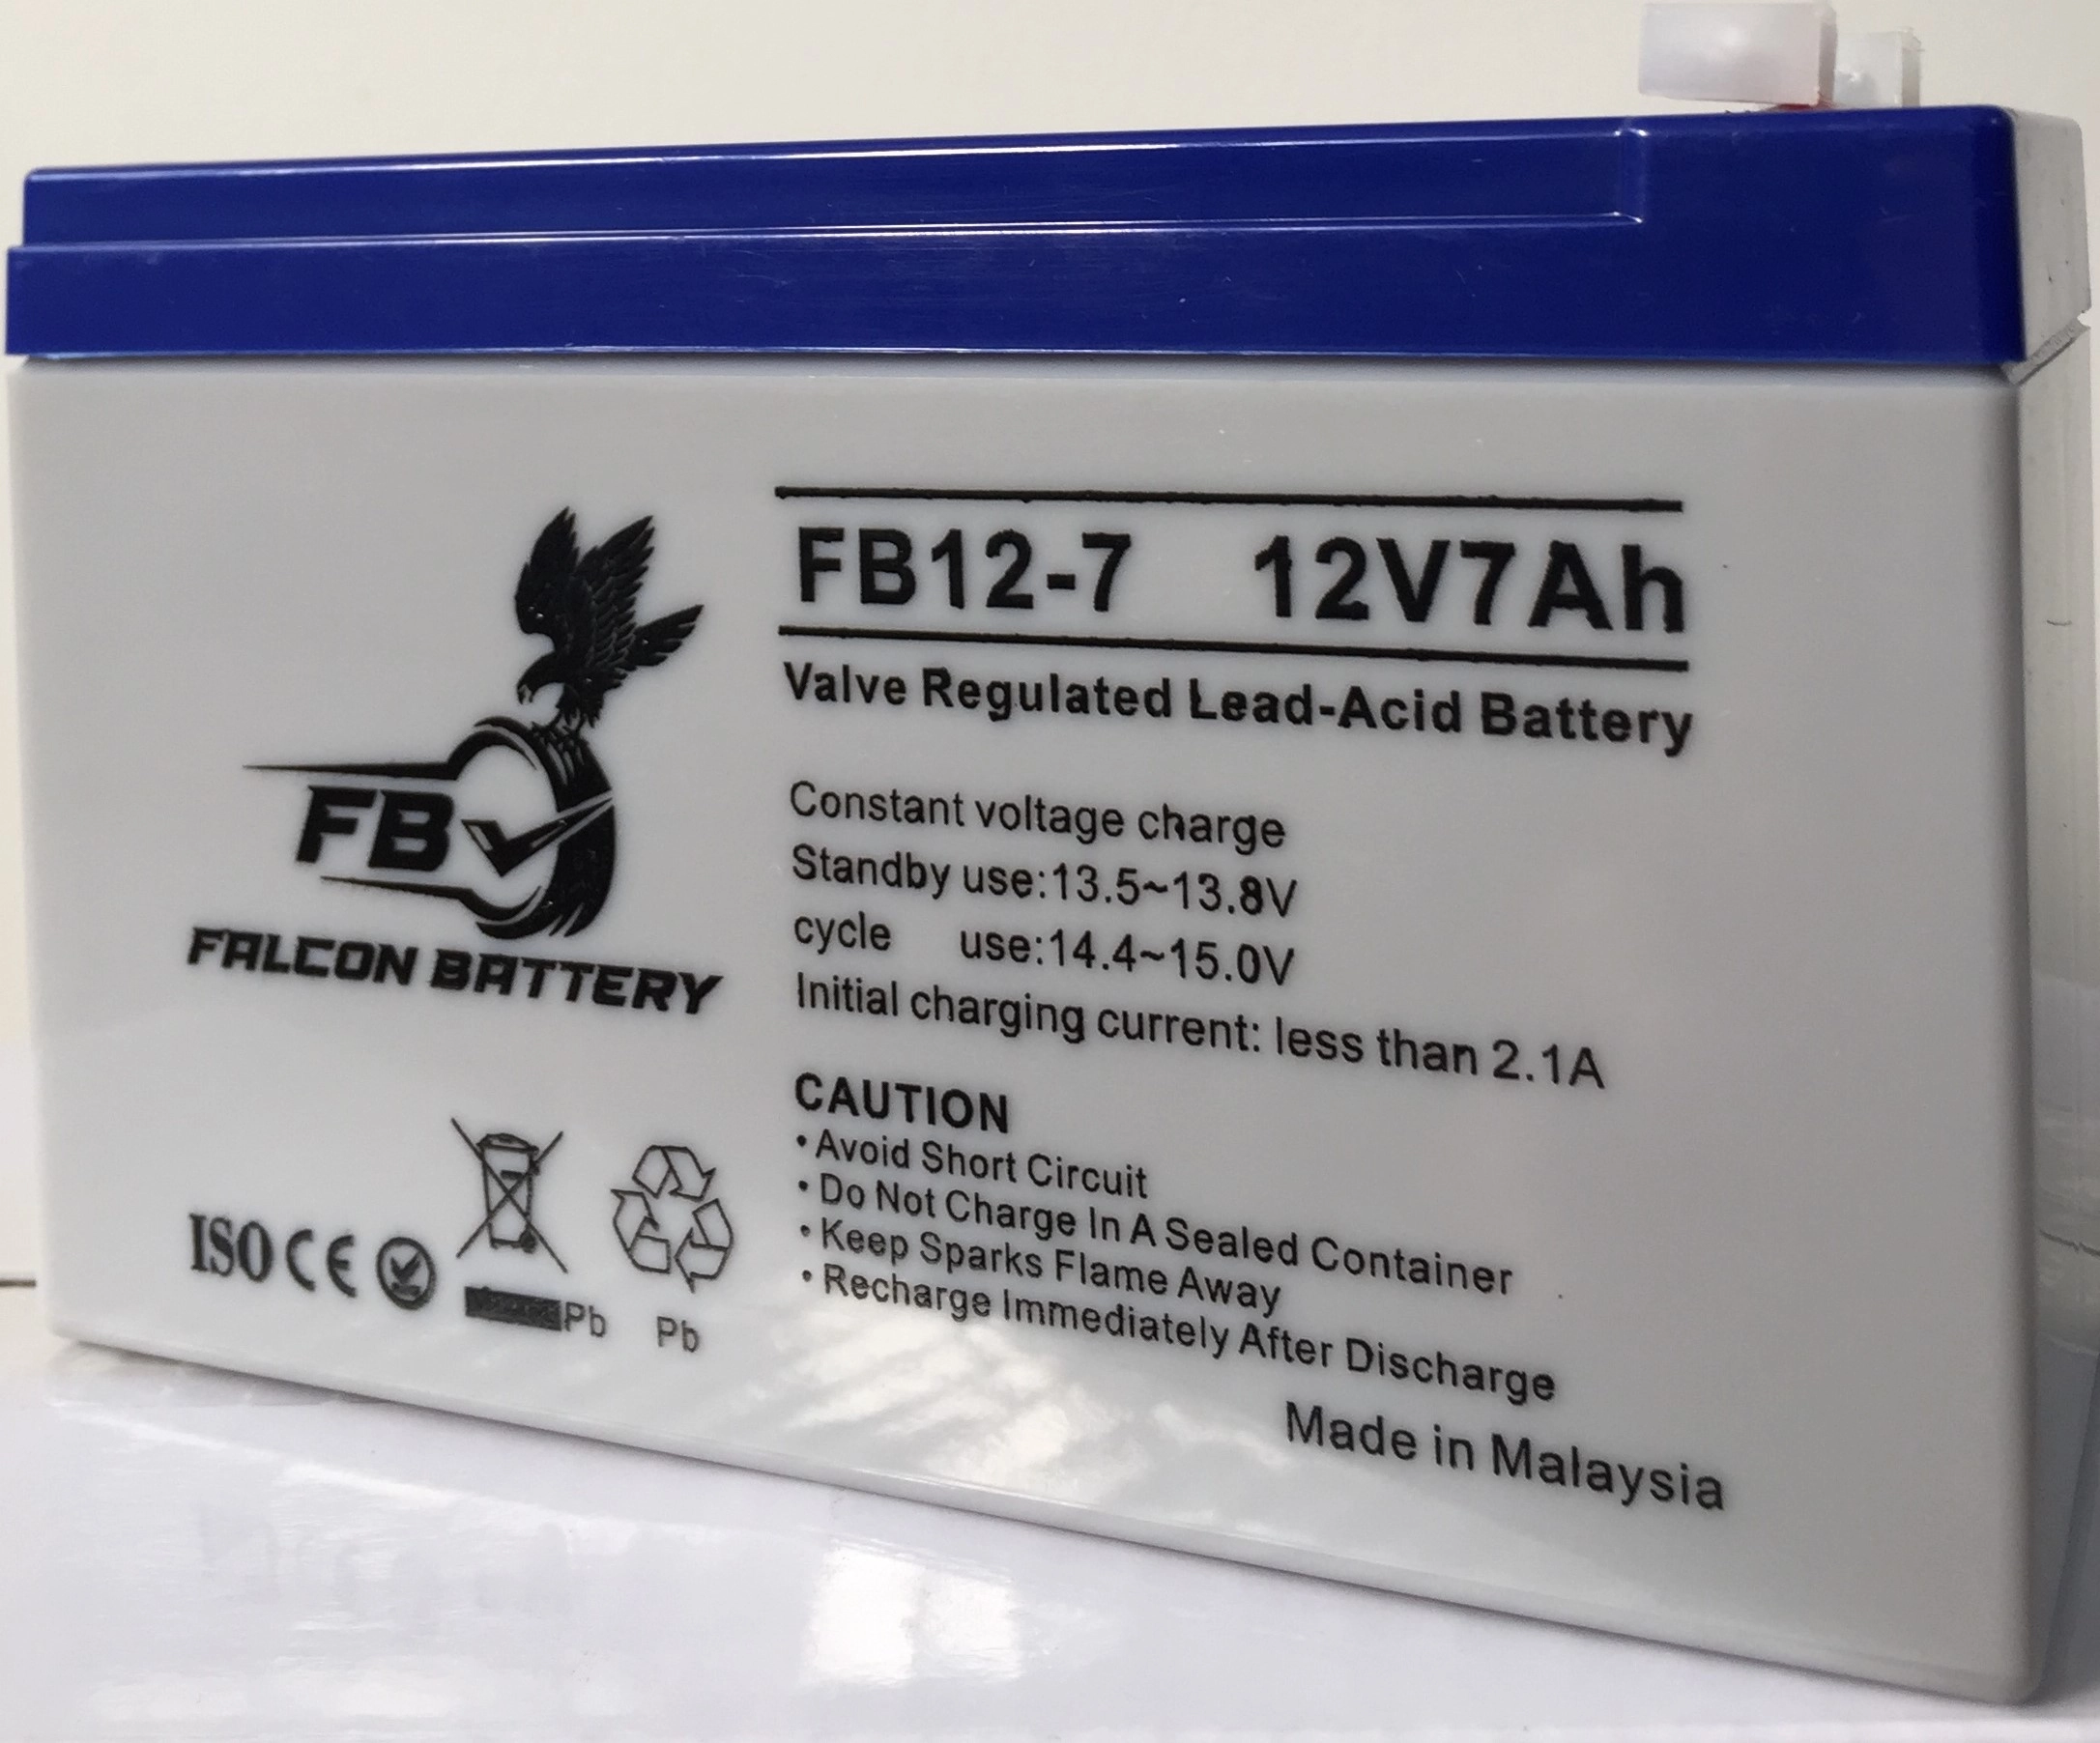 FB12-7 12V7Ah
Valve Regulated Lead-Acid Battery
Constant voltage charge
Standby use:13.5~13.8V
cycle use:14.4~15.0V
Initial charging current: less than 2.1A
CAUTION
• Avoid Short Circuit
• Do Not Charge In A Sealed Container
• Keep Sparks Flame Away
• Recharge Immediately After Discharge
Made in Malaysia
FB
FALCON BATTERY
ISO CE
Pb Pb